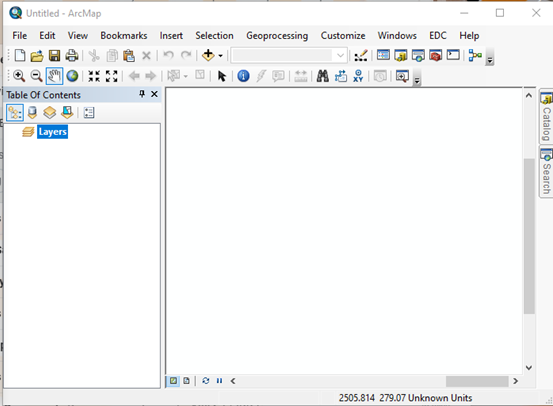 Untitled - ArcMap
File Edit View Bookmarks Insert Selection Geoprocessing Customize Windows EDC Help
XY
Table Of Contents
Layers
Catalog
Search
2505.814 279.07 Unknown Units